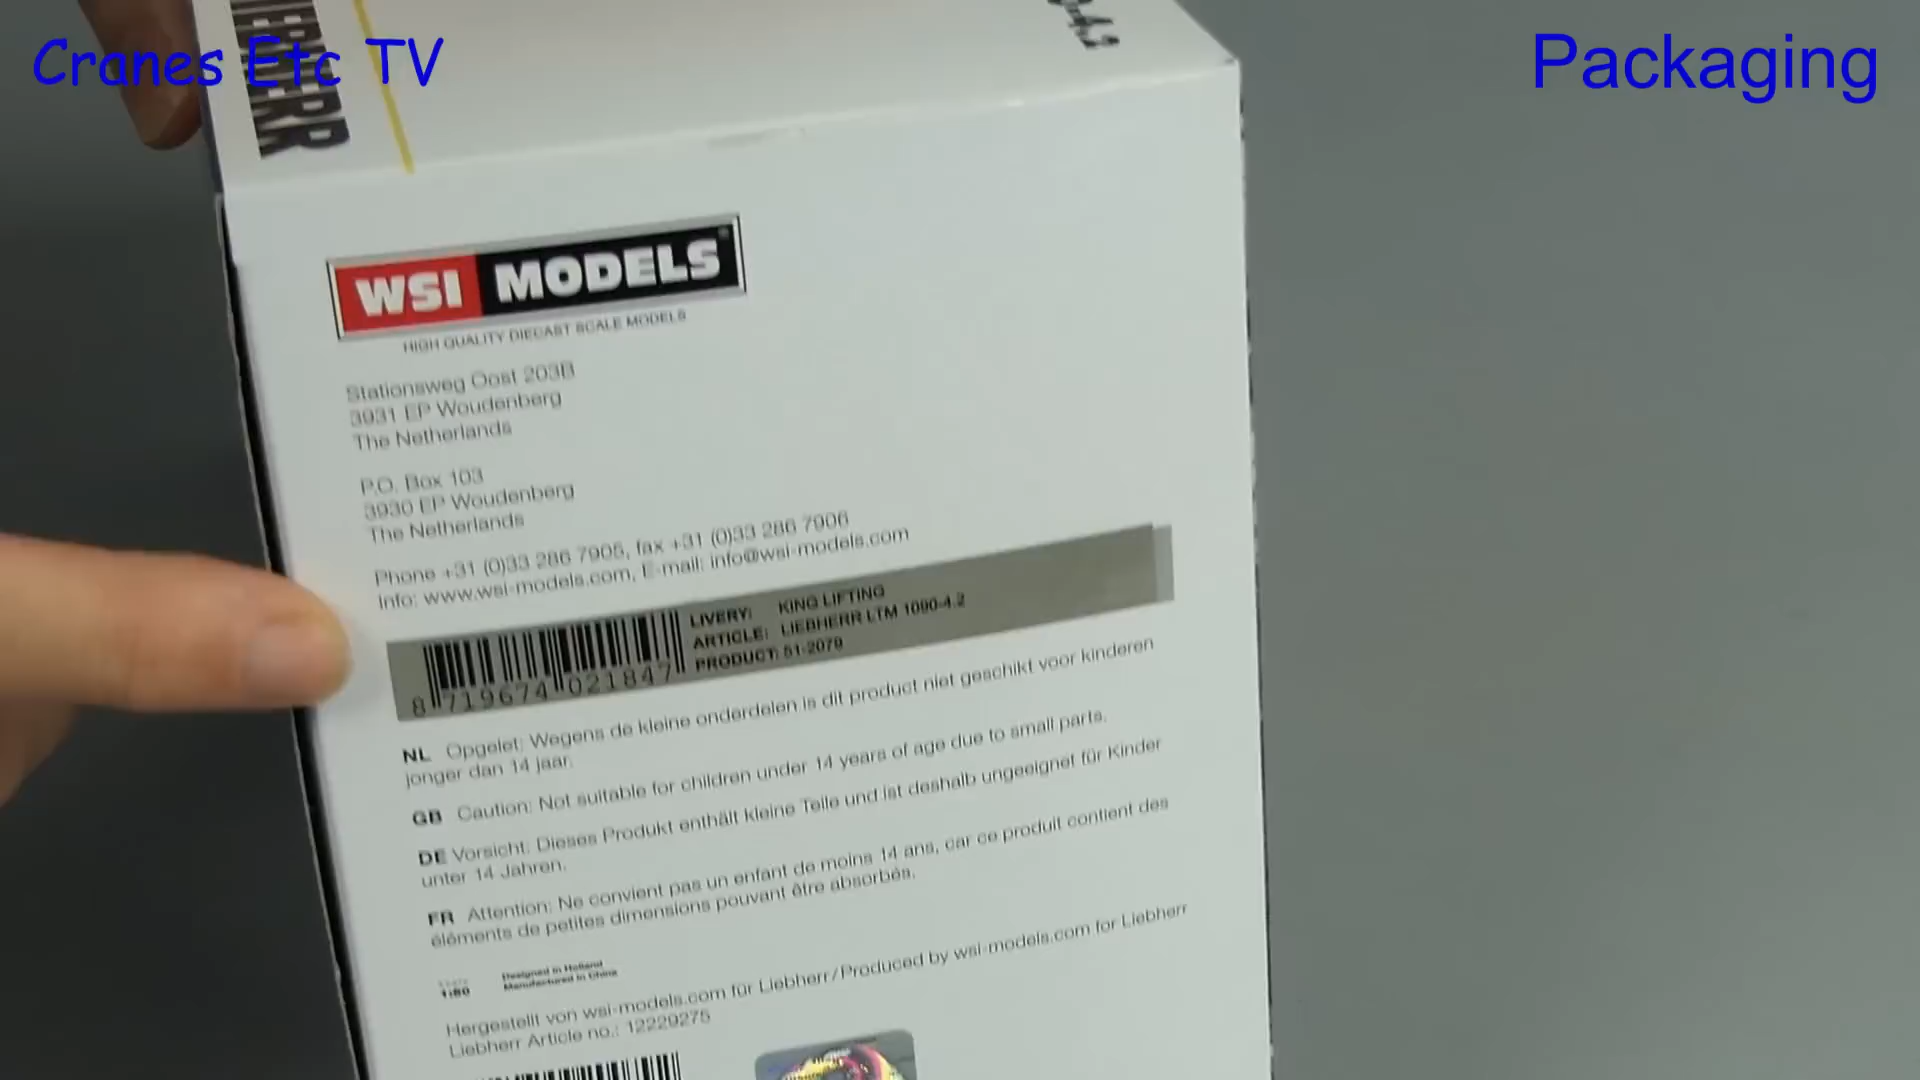 Cranes Etc TV
Packaging
LIEBHERR
WSI MODELS
HIGH QUALITY DIECAST SCALE MODELS
Stationsweg Oost 203B
3931 EP Woudenberg
The Netherlands
P.O. Box 103
3930 EP Woudenberg
The Netherlands
Phone +31 (0)33 286 7905, fax +31 (0)33 286 7906
Info: www.wsi-models.com, E-mail: info@wsi-models.com
LIVERY: KING LIFTING
ARTICLE: LIEBHERR LTM 1090-4.2
PRODUCT: 51-2079
8 719674 021847
NL Opgelet: Wegens de kleine onderdelen is dit product niet geschikt voor kinderen
jonger dan 14 jaar.
GB Caution: Not suitable for children under 14 years of age due to small parts.
DE Vorsicht: Dieses Produkt enthält kleine Teile und ist deshalb ungeeignet für Kinder
unter 14 Jahren.
FR Attention: Ne convient pas un enfant de moins 14 ans, car ce produit contient des
éléments de petites dimensions pouvant être absorbés.
1:50
Designed in Holland
Manufactured in China
Hergestellt von wsi-models.com für Liebherr/Produced by wsi-models.com for Liebherr
Liebherr Article no.: 12229275